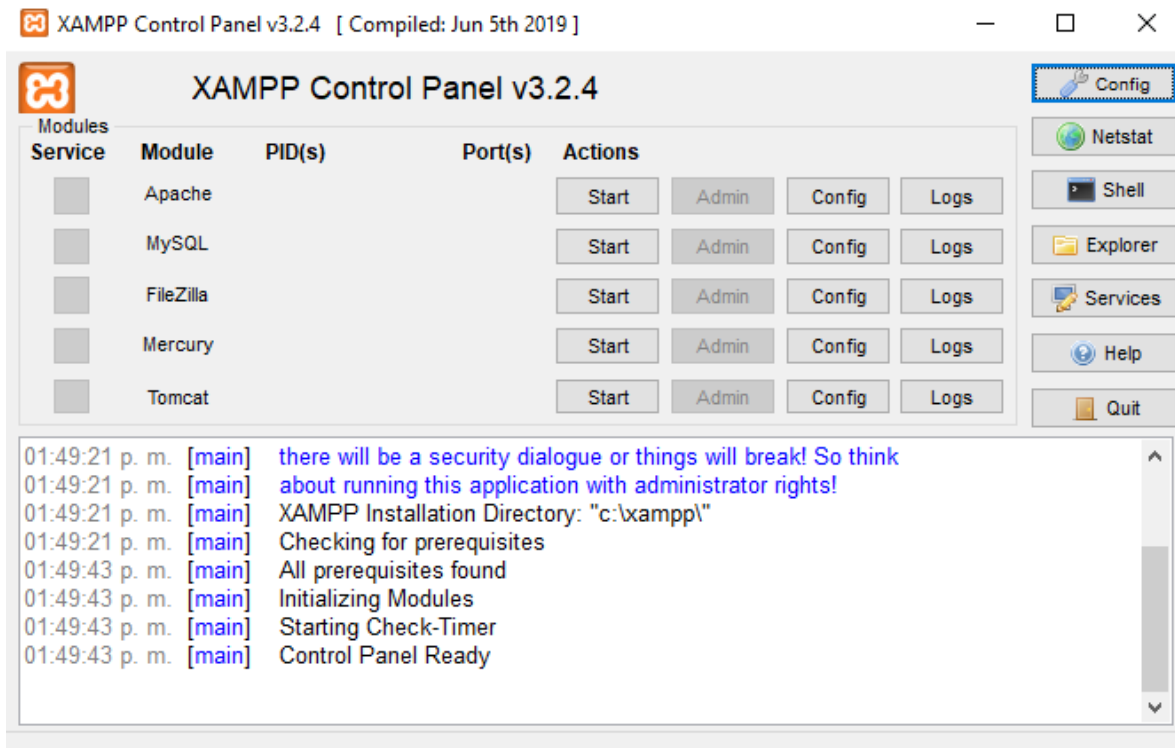 XAMPP Control Panel v3.2.4 [ Compiled: Jun 5th 2019 ]
XAMPP Control Panel v3.2.4
Config
Modules
Service Module PID(s) Port(s) Actions
Netstat
Apache Start Admin Config Logs
Shell
MySQL Start Admin Config Logs
Explorer
FileZilla Start Admin Config Logs
Services
Mercury Start Admin Config Logs
Help
Tomcat Start Admin Config Logs
Quit
01:49:21 p. m. [main] there will be a security dialogue or things will break! So think
01:49:21 p. m. [main] about running this application with administrator rights!
01:49:21 p. m. [main] XAMPP Installation Directory: "c:\xampp\"
01:49:21 p. m. [main] Checking for prerequisites
01:49:43 p. m. [main] All prerequisites found
01:49:43 p. m. [main] Initializing Modules
01:49:43 p. m. [main] Starting Check-Timer
01:49:43 p. m. [main] Control Panel Ready